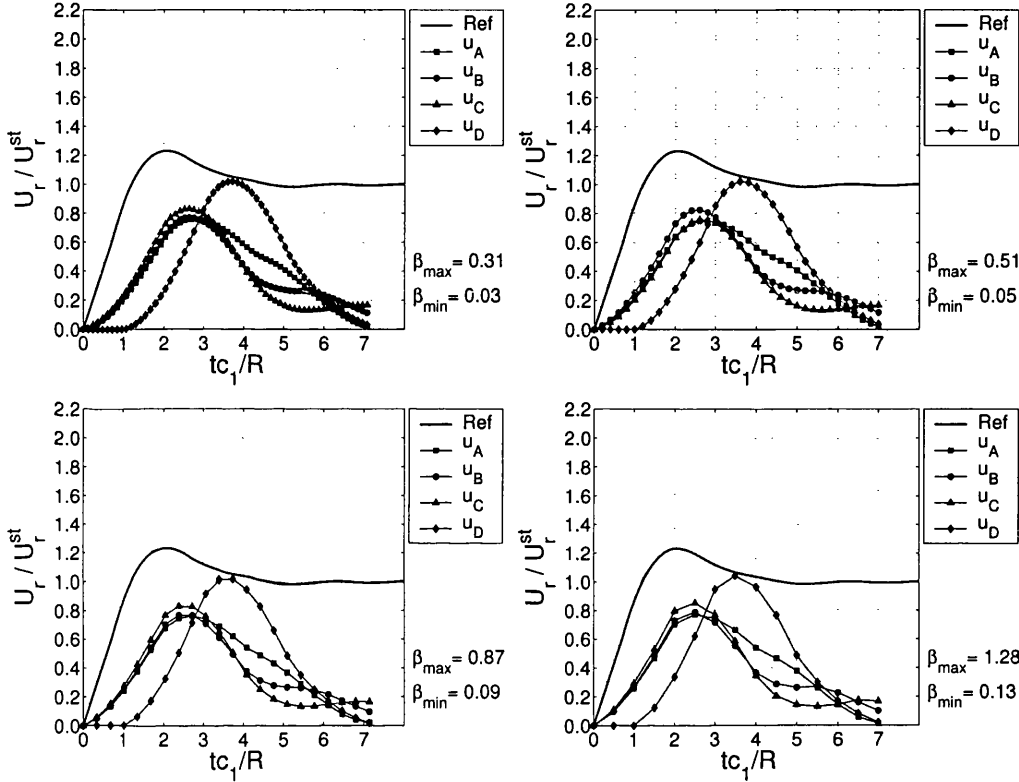 2.2
2.0
1.8
1.6
1.4
1.2
1.0
0.8
0.6
0.4
0.2
0.0
0 1 2 3 4 5 6 7
U_r / U_r^st
tc_1/R
Ref
u_A
u_B
u_C
u_D
β_max = 0.31
β_min = 0.03
2.2
2.0
1.8
1.6
1.4
1.2
1.0
0.8
0.6
0.4
0.2
0.0
0 1 2 3 4 5 6 7
U_r / U_r^st
tc_1/R
Ref
u_A
u_B
u_C
u_D
β_max = 0.51
β_min = 0.05
2.2
2.0
1.8
1.6
1.4
1.2
1.0
0.8
0.6
0.4
0.2
0.0
0 1 2 3 4 5 6 7
U_r / U_r^st
tc_1/R
Ref
u_A
u_B
u_C
u_D
β_max = 0.87
β_min = 0.09
2.2
2.0
1.8
1.6
1.4
1.2
1.0
0.8
0.6
0.4
0.2
0.0
0 1 2 3 4 5 6 7
U_r / U_r^st
tc_1/R
Ref
u_A
u_B
u_C
u_D
β_max = 1.28
β_min = 0.13